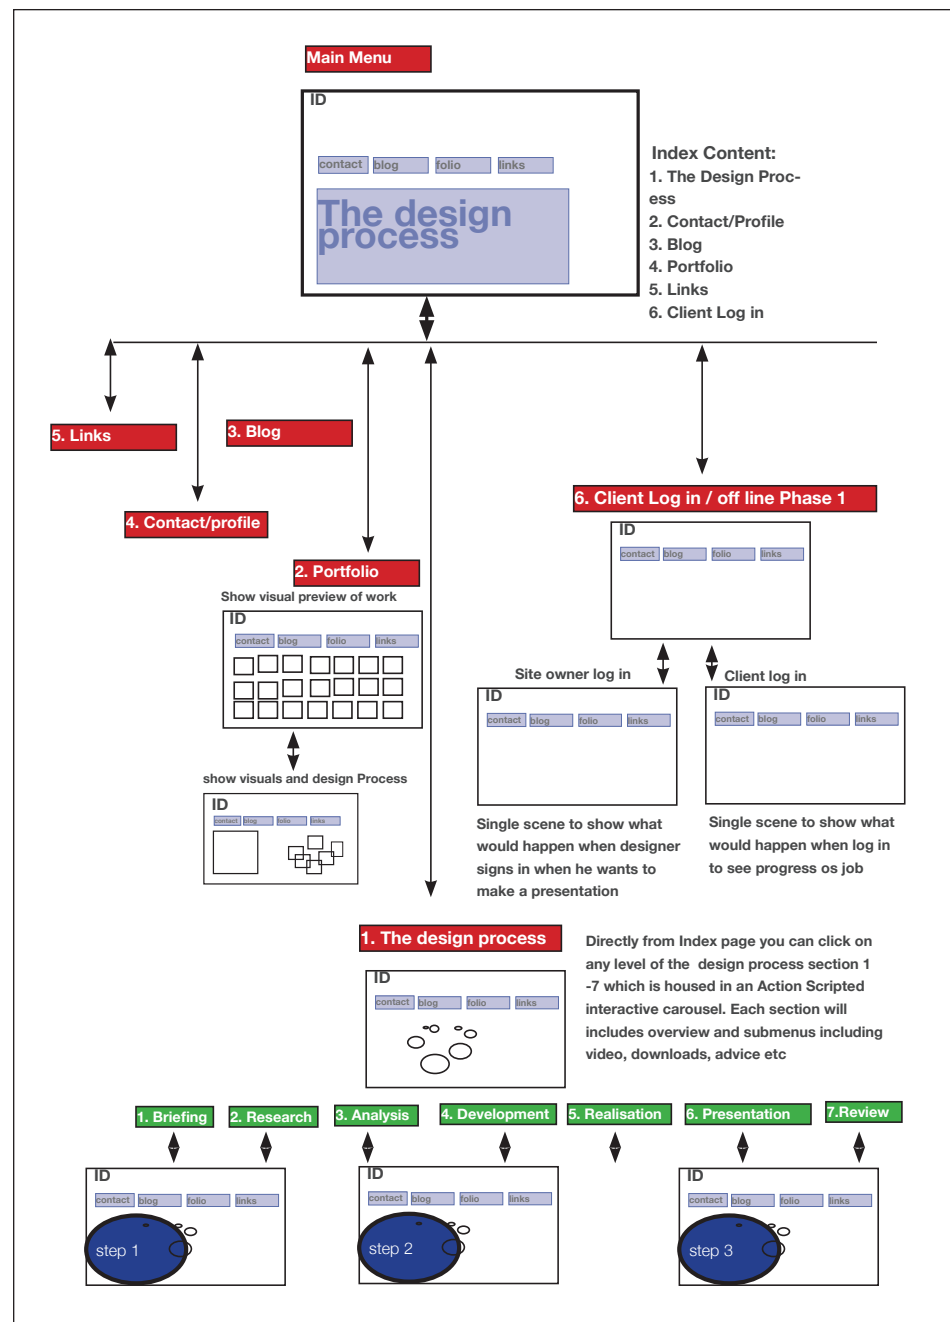 Main Menu
ID
contact blog folio links
The design
process
Index Content:
1. The Design Proc-
ess
2. Contact/Profile
3. Blog
4. Portfolio
5. Links
6. Client Log in
5. Links
3. Blog
4. Contact/profile
2. Portfolio
Show visual preview of work
ID
contact blog folio links
show visuals and design Process
ID
contact blog folio links
6. Client Log in / off line Phase 1
ID
contact blog folio links
Site owner log in
ID
contact blog folio links
Single scene to show what
would happen when designer
signs in when he wants to
make a presentation
Client log in
ID
contact blog folio links
Single scene to show what
would happen when log in
to see progress os job
1. The design process
ID
contact blog folio links
Directly from Index page you can click on
any level of the design process section 1
-7 which is housed in an Action Scripted
interactive carousel. Each section will
includes overview and submenus including
video, downloads, advice etc
1. Briefing
2. Research
3. Analysis
4. Development
5. Realisation
6. Presentation
7.Review
ID
contact blog folio links
step 1
ID
contact blog folio links
step 2
ID
contact blog folio links
step 3